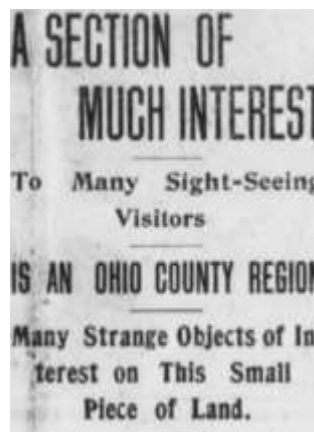 A SECTION OF
MUCH INTEREST
To Many Sight-Seeing
Visitors
IS AN OHIO COUNTY REGION
Many Strange Objects of In
terest on This Small
Piece of Land.